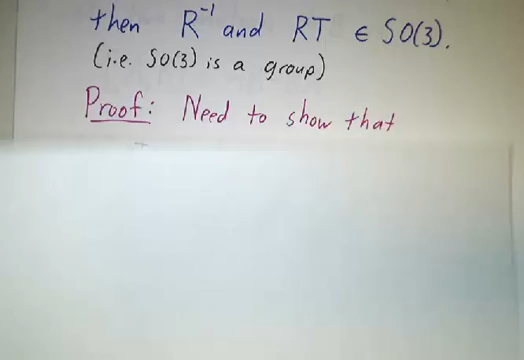 then R⁻¹ and RT ∈ SO(3).
(i.e. SO(3) is a group)
Proof: Need to show that